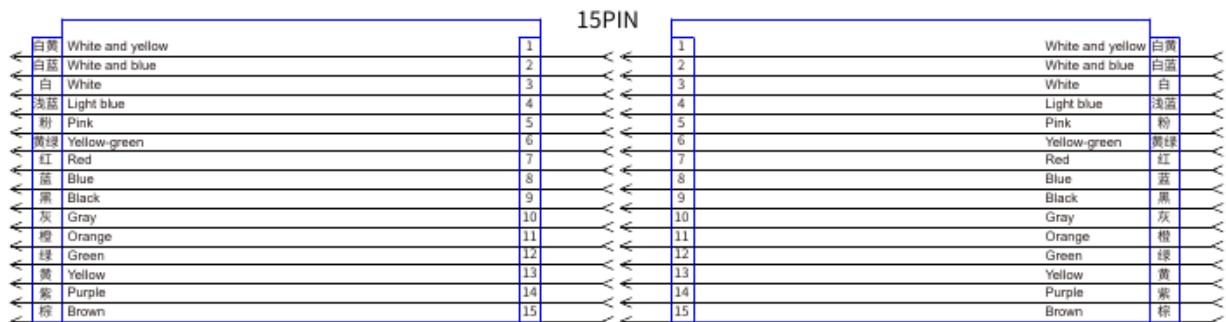 15PIN
白黄 White and yellow 1 1 White and yellow 白黄
白蓝 White and blue 2 2 White and blue 白蓝
白 White 3 3 White 白
浅蓝 Light blue 4 4 Light blue 浅蓝
粉 Pink 5 5 Pink 粉
黄绿 Yellow-green 6 6 Yellow-green 黄绿
红 Red 7 7 Red 红
蓝 Blue 8 8 Blue 蓝
黑 Black 9 9 Black 黑
灰 Gray 10 10 Gray 灰
橙 Orange 11 11 Orange 橙
绿 Green 12 12 Green 绿
黄 Yellow 13 13 Yellow 黄
紫 Purple 14 14 Purple 紫
棕 Brown 15 15 Brown 棕